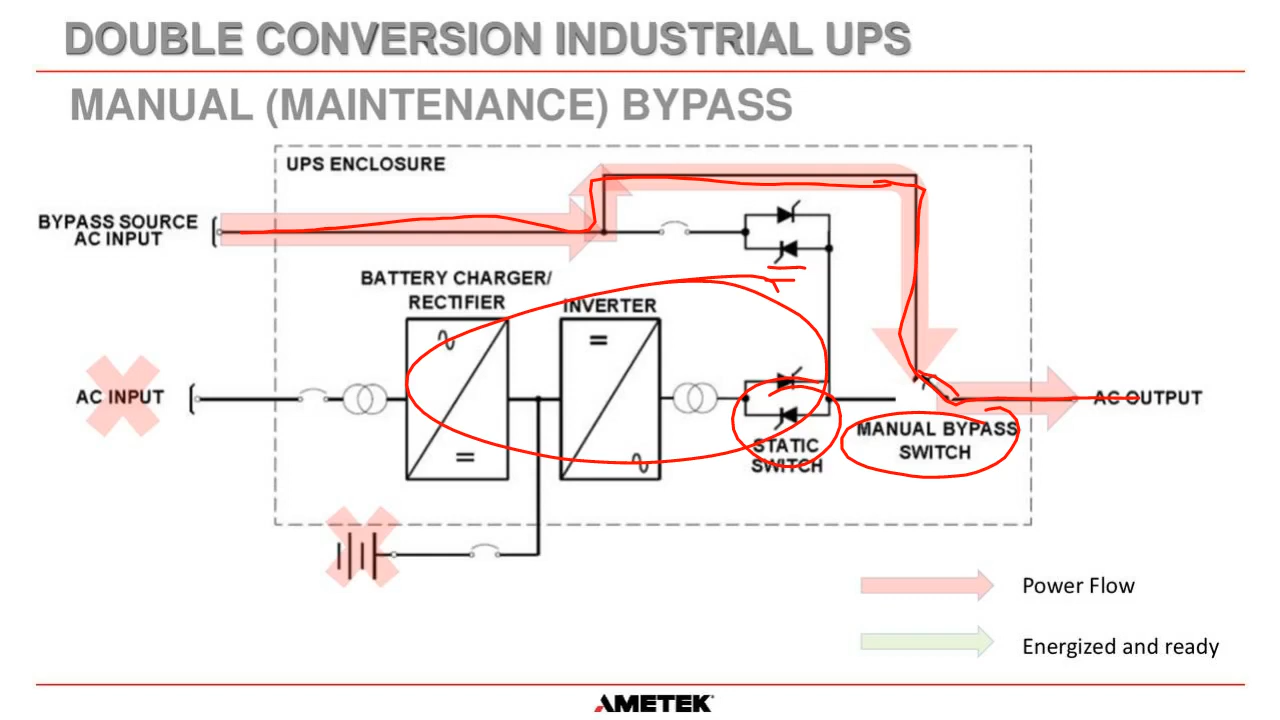 DOUBLE CONVERSION INDUSTRIAL UPS
MANUAL (MAINTENANCE) BYPASS
UPS ENCLOSURE
BYPASS SOURCE
AC INPUT
BATTERY CHARGER/
RECTIFIER
INVERTER
AC INPUT
AC OUTPUT
MANUAL BYPASS
SWITCH
STATIC
SWITCH
Power Flow
Energized and ready
AMETEK